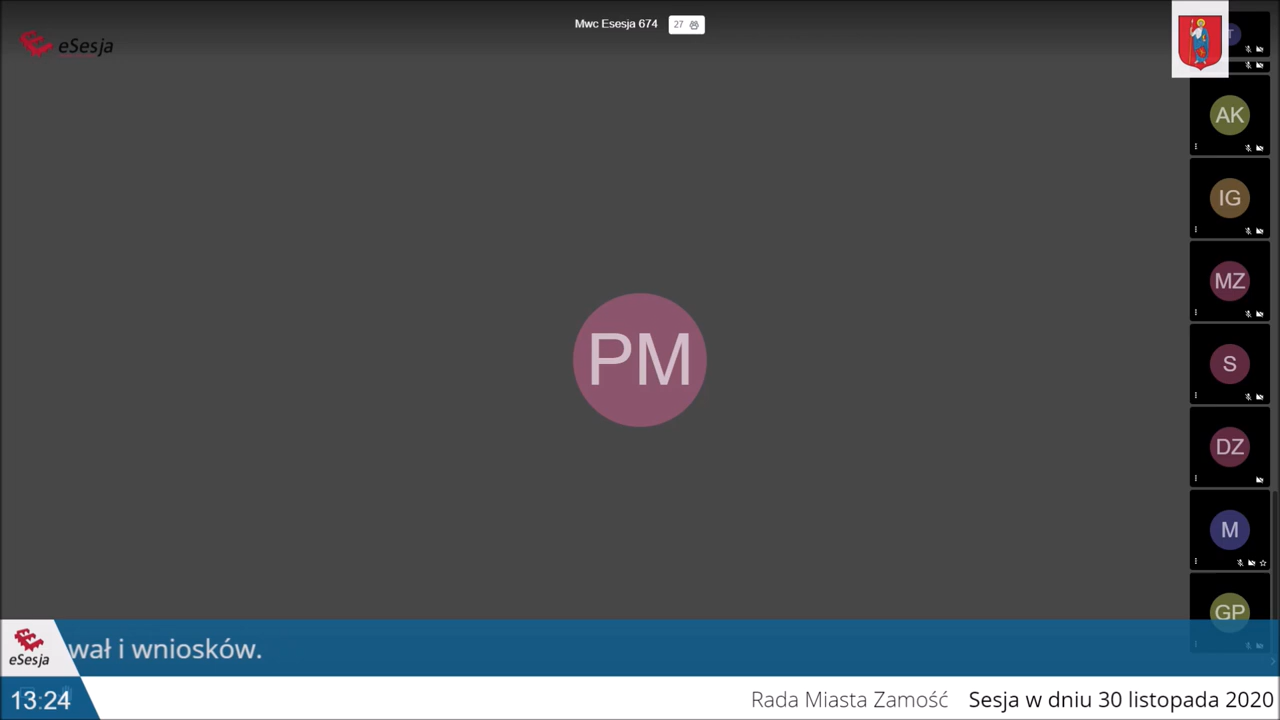 Mwc Esesja 674 27
eSesja
T
AK
IG
MZ
PM
S
DZ
M
GP
wał i wniosków.
eSesja
13:24
Rada Miasta Zamość Sesja w dniu 30 listopada 2020